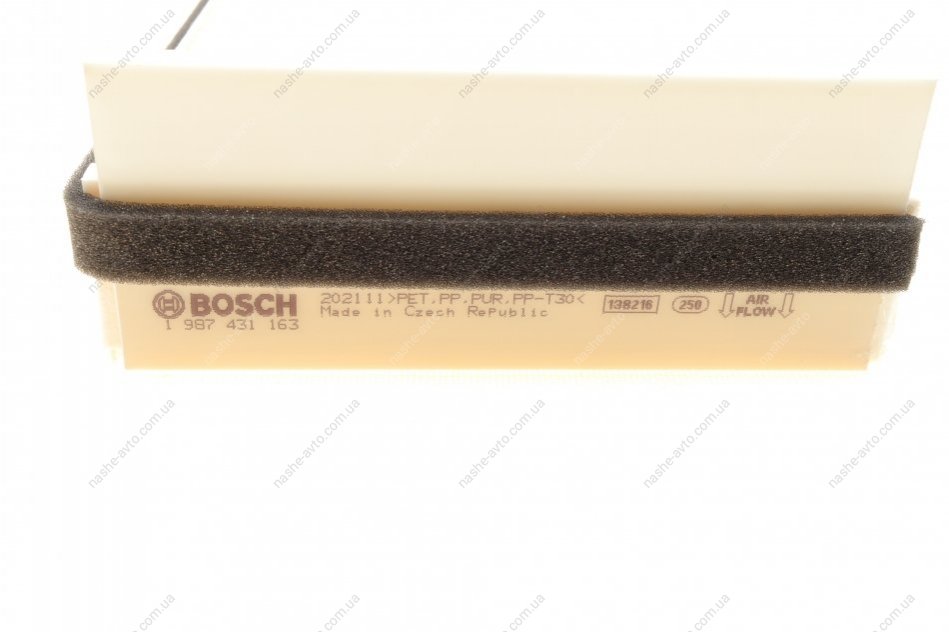 BOSCH
1 987 431 163
202111>PET,PP,PUR,PP-T30<
Made in Czech RePublic
138216
250
AIR
FLOW
nashe-avto.com.ua